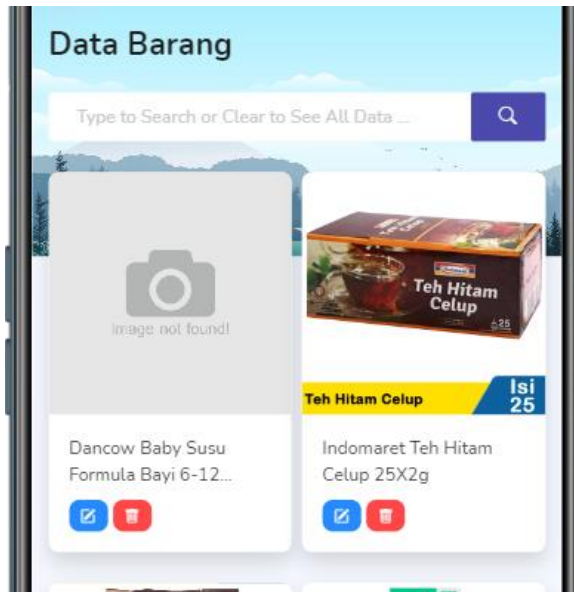 Data Barang
Type to Search or Clear to See All Data ...
Image not found!
Teh Hitam
Celup
25
Teh Hitam Celup
Isi
25
Dancow Baby Susu
Formula Bayi 6-12...
Indomaret Teh Hitam
Celup 25X2g